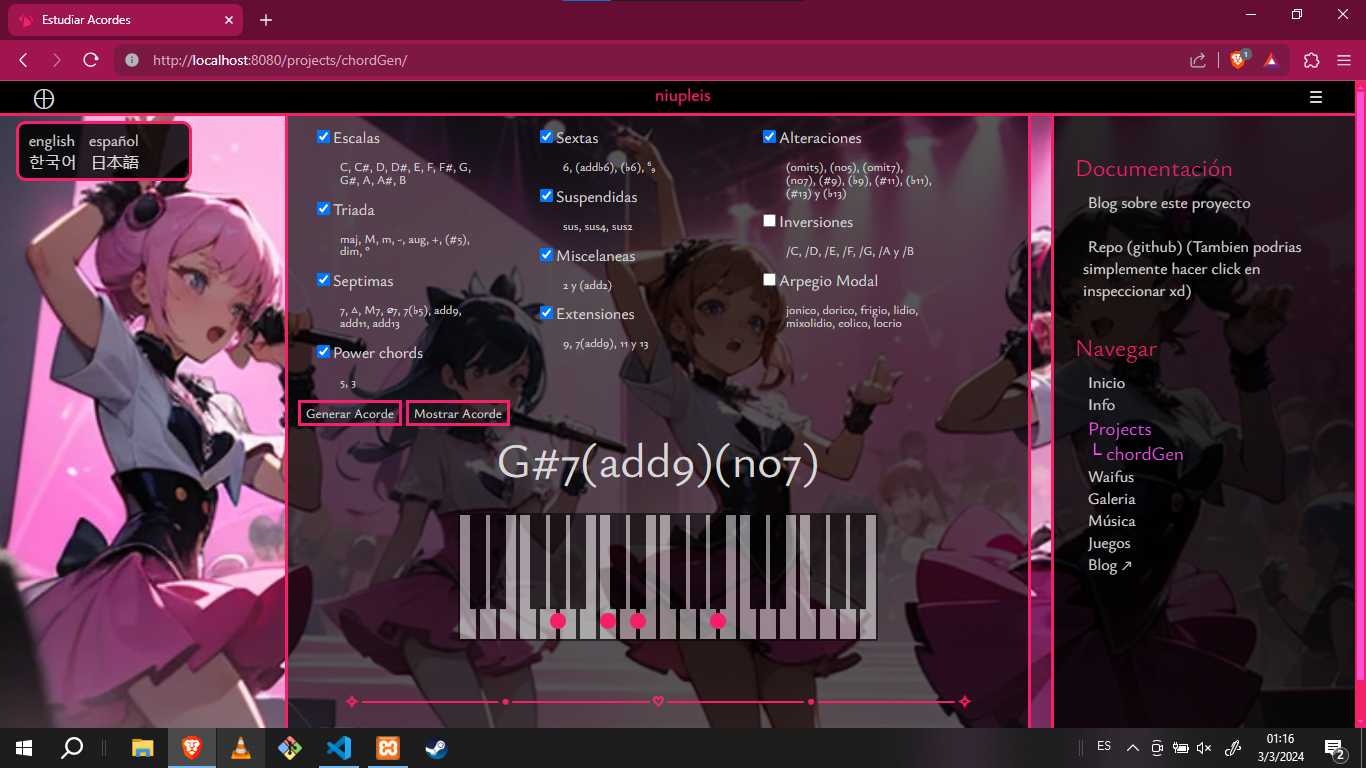 Estudiar Acordes
http://localhost:8080/projects/chordGen/
1
niupleis
english español
한국어 日本語
Escalas
C, C#, D, D#, E, F, F#, G,
G#, A, A#, B
Triada
maj, M, m, -, aug, +, (#5),
dim, °
Septimas
7, △, M7, ø7, 7(♭5), add9,
add11, add13
Power chords
5, 3
Sextas
6, (add♭6), (♭6), ⁶₉
Suspendidas
sus, sus4, sus2
Miscelaneas
2 y (add2)
Extensiones
9, 7(add9), 11 y 13
Alteraciones
(omit5), (no5), (omit7),
(no7), (#9), (♭9), (#11), (♭11),
(#13) y (♭13)
Inversiones
/C, /D, /E, /F, /G, /A y /B
Arpegio Modal
jonico, dorico, frigio, lidio,
mixolidio, eolico, locrio
Generar Acorde Mostrar Acorde
G#7(add9)(no7)
Documentación
Blog sobre este proyecto
Repo (github) (Tambien podrias
simplemente hacer click en
inspeccionar xd)
Navegar
Inicio
Info
Projects
└ chordGen
Waifus
Galeria
Música
Juegos
Blog ↗
ES
01:16
3/3/2024
2